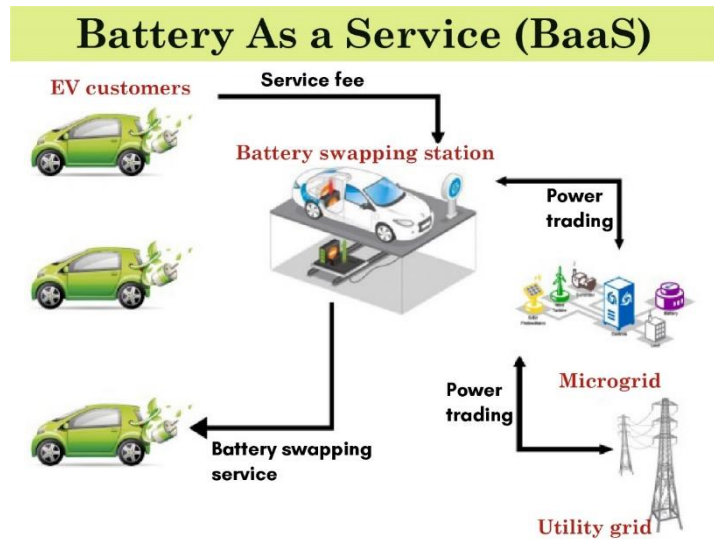 Battery As a Service (BaaS)
EV customers
Service fee
Battery swapping station
Power
trading
Battery
Microgrid
Power
trading
Battery swapping
service
Utility grid